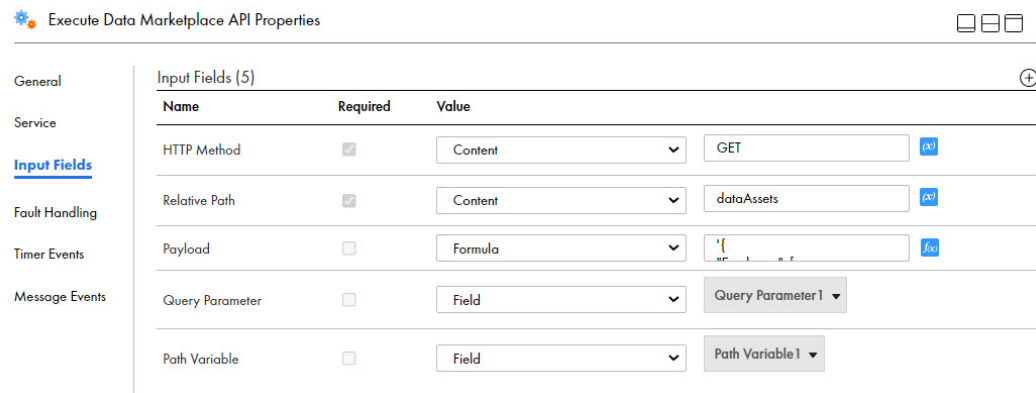 Execute Data Marketplace API Properties
General
Service
Input Fields
Fault Handling
Timer Events
Message Events
Input Fields (5)
Name Required Value
HTTP Method Content GET (x)
Relative Path Content dataAssets (x)
Payload Formula '{ f(x)
Query Parameter Field Query Parameter1
Path Variable Field Path Variable1